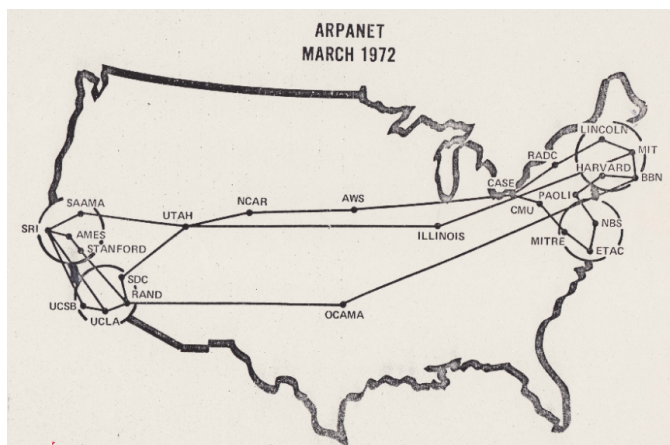 ARPANET
MARCH 1972
LINCOLN
RADC
MIT
HARVARD
BBN
CASE
PAOLI
CMU
SAAMA
NCAR
AWS
UTAH
SRI
AMES
ILLINOIS
NBS
STANFORD
MITRE
ETAC
SDC
RAND
UCSB
UCLA
OCAMA